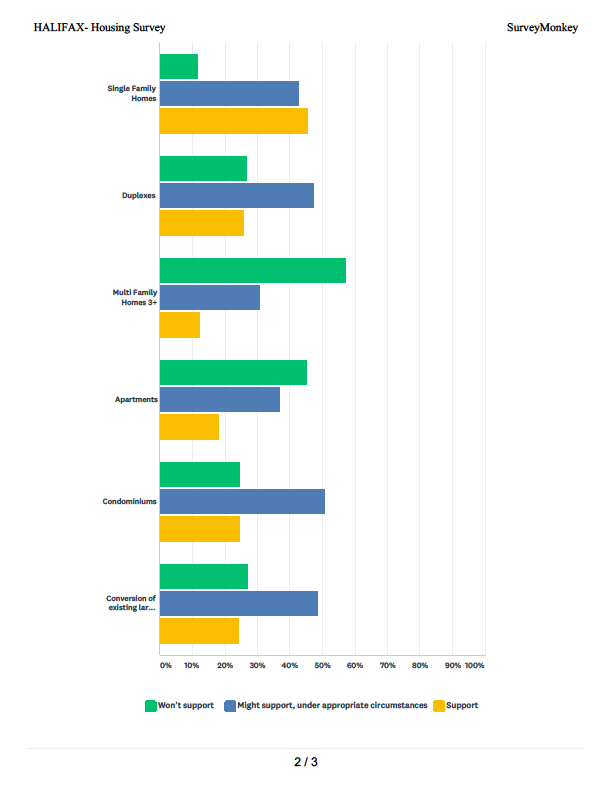 HALIFAX- Housing Survey SurveyMonkey
Single Family
Homes
Duplexes
Multi Family
Homes 3+
Apartments
Condominiums
Conversion of
existing lar...
0% 10% 20% 30% 40% 50% 60% 70% 80% 90% 100%
Won't support Might support, under appropriate circumstances Support
2 / 3